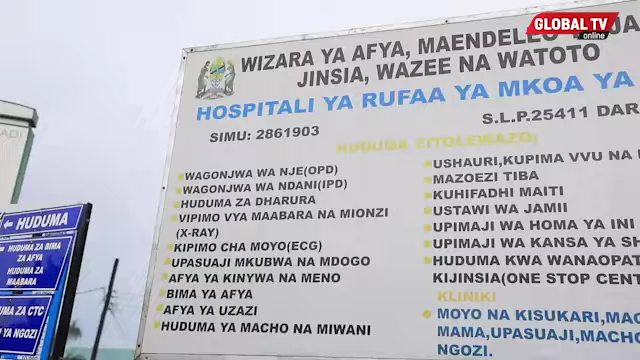 GLOBAL TV
online
WIZARA YA AFYA, MAENDELEO YA
JINSIA, WAZEE NA WATOTO
HOSPITALI YA RUFAA YA MKOA YA
SIMU: 2861903
S.L.P.25411 DAR
HUDUMA ZITOLEWAZO:
WAGONJWA WA NJE(OPD)
WAGONJWA WA NDANI(IPD)
HUDUMA ZA DHARURA
VIPIMO VYA MAABARA NA MIONZI
(X-RAY)
KIPIMO CHA MOYO(ECG)
UPASUAJI MKUBWA NA MDOGO
AFYA YA KINYWA NA MENO
BIMA YA AFYA
AFYA YA UZAZI
HUDUMA YA MACHO NA MIWANI
USHAURI,KUPIMA VVU NA
MAZOEZI TIBA
KUHIFADHI MAITI
USTAWI WA JAMII
UPIMAJI WA HOMA YA INI
UPIMAJI WA KANSA YA
HUDUMA KWA WANAOPAT
KIJINSIA(ONE STOP CENT
KLINIKI
MOYO NA KISUKARI,MAC
MAMA,UPASUAJI,MACHO
NGOZI.
HUDUMA
HUDUMA ZA BIMA
ZA AFYA
HUDUMA ZA
MAABARA
ZA CTC
YA NGOZI